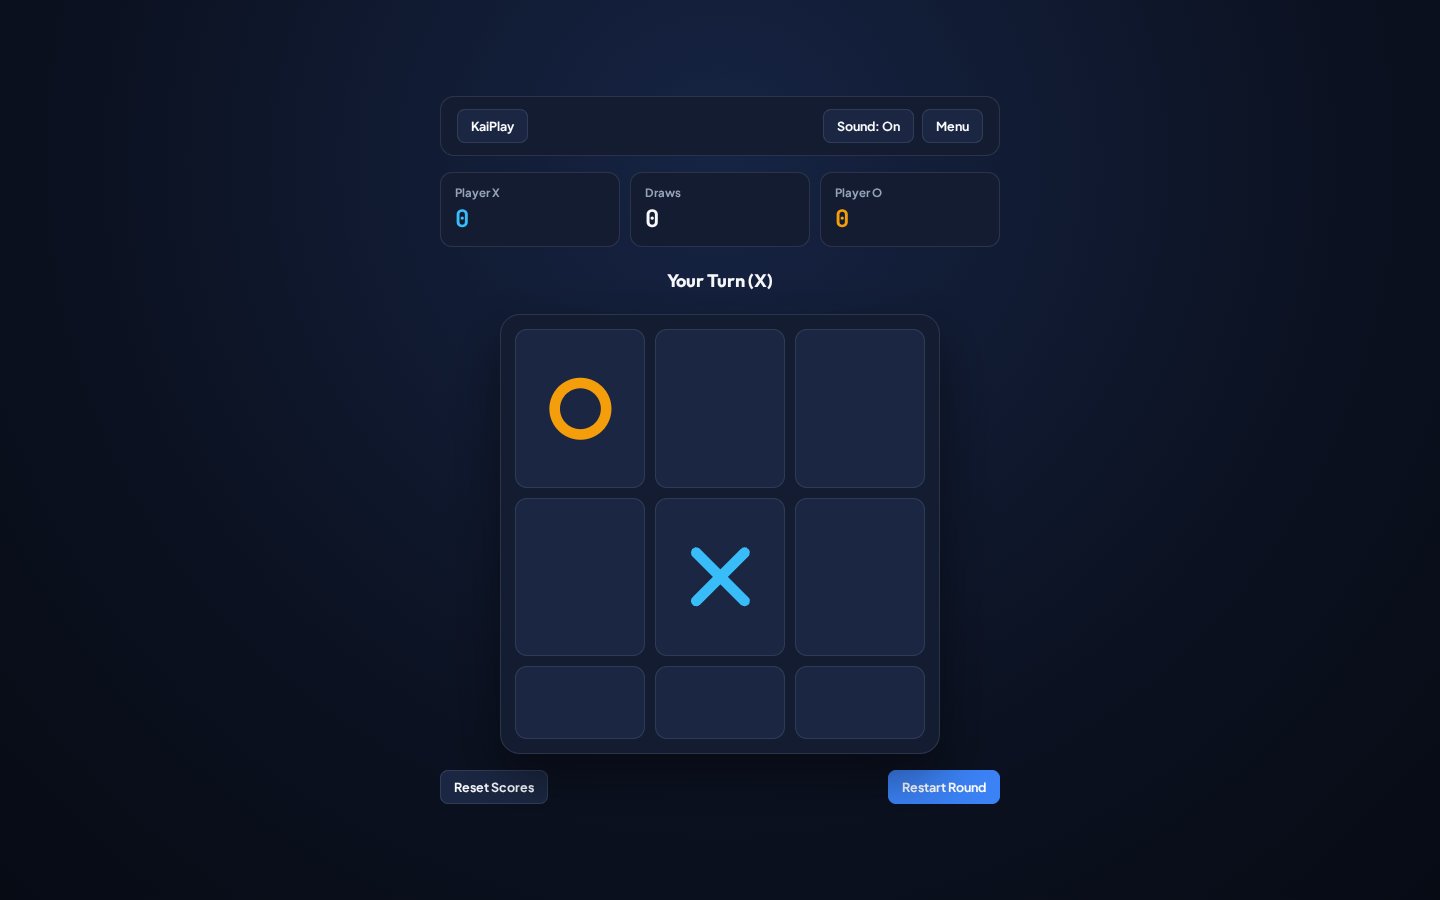 KaiPlay
Sound: On
Menu
Player X
0
Draws
0
Player O
0
Your Turn (X)
Reset Scores
Restart Round